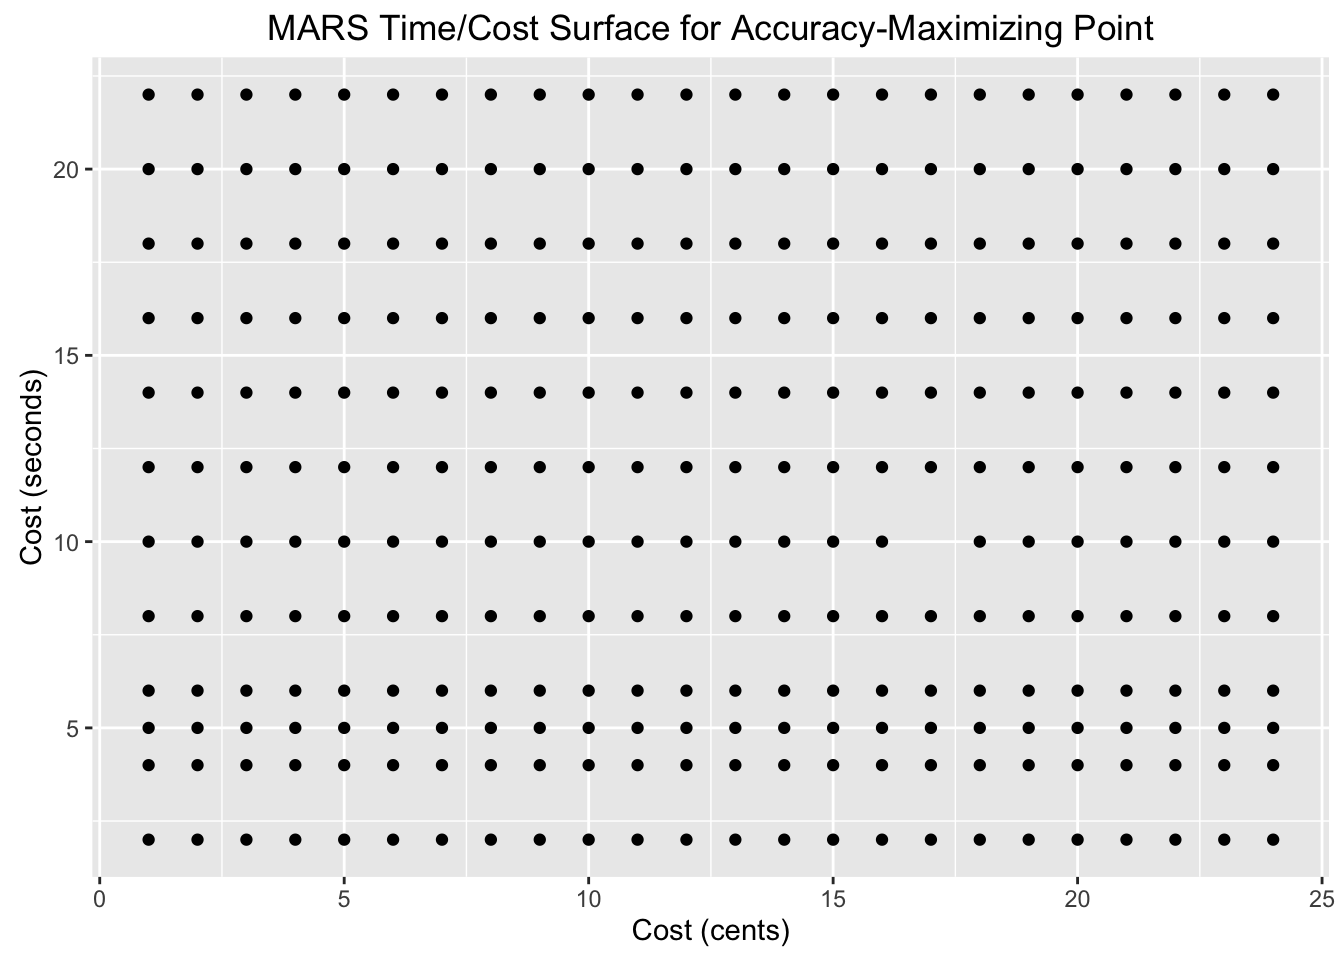 MARS Time/Cost Surface for Accuracy-Maximizing Point
20
15
10
5
Cost (seconds)
0 5 10 15 20 25
Cost (cents)